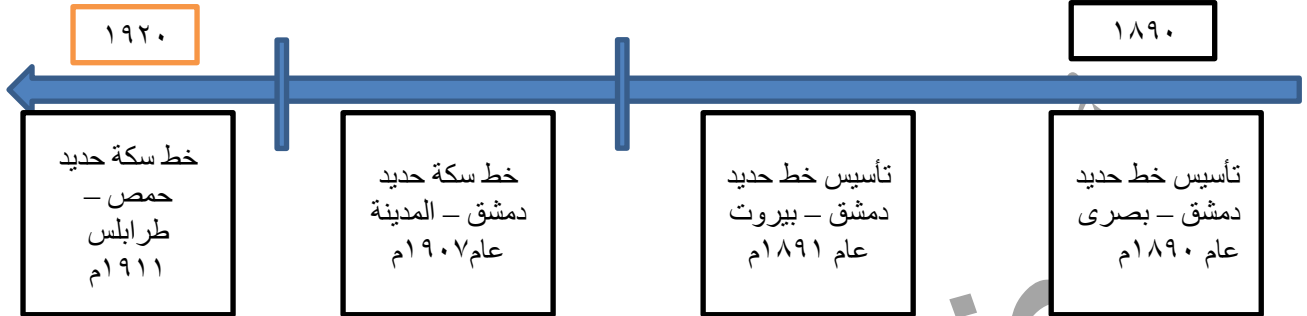 ١٨٩٠
١٩٢٠
تأسيس خط حديد
دمشق – بصرى
عام ١٨٩٠م
تأسيس خط حديد
دمشق – بيروت
عام ١٨٩١م
خط سكة حديد
دمشق – المدينة
عام١٩٠٧م
خط سكة حديد
حمص –
طرابلس
١٩١١م